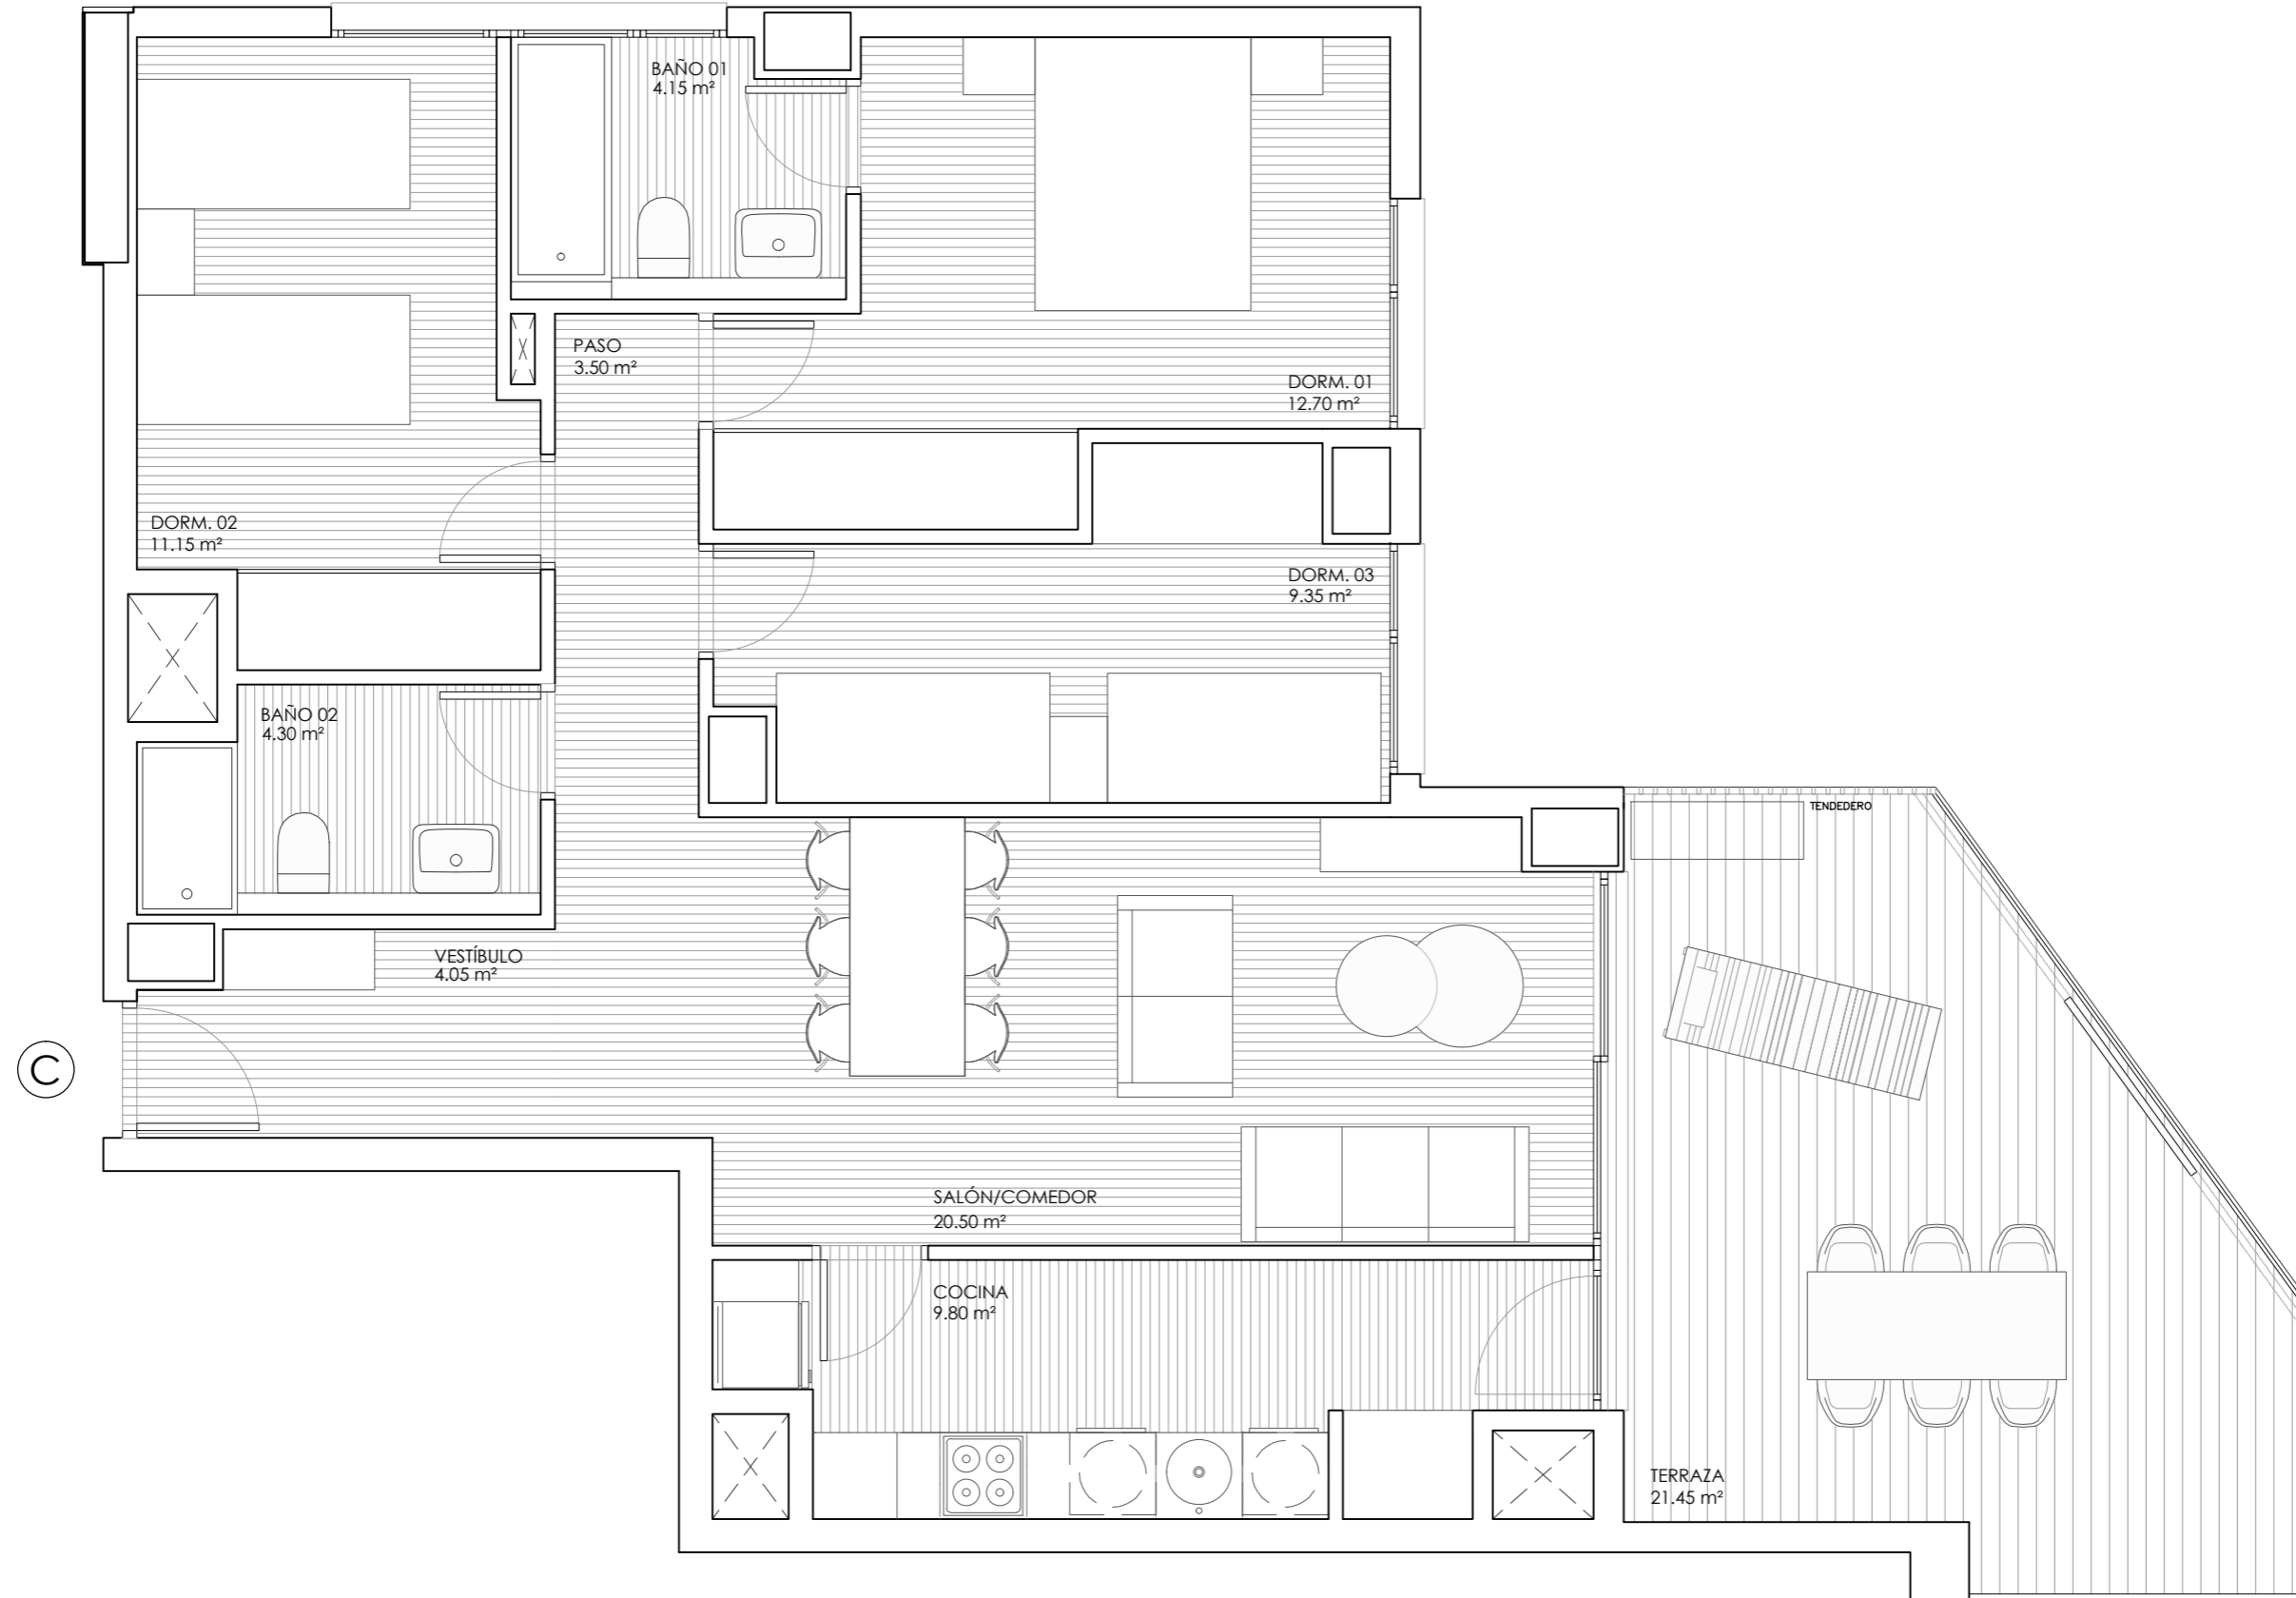 BAÑO 01
4.15 m²
PASO
3.50 m²
DORM. 01
12.70 m²
DORM. 02
11.15 m²
DORM. 03
9.35 m²
BAÑO 02
4.30 m²
TENDEDERO
VESTÍBULO
4.05 m²
C
SALÓN/COMEDOR
20.50 m²
COCINA
9.80 m²
TERRAZA
21.45 m²